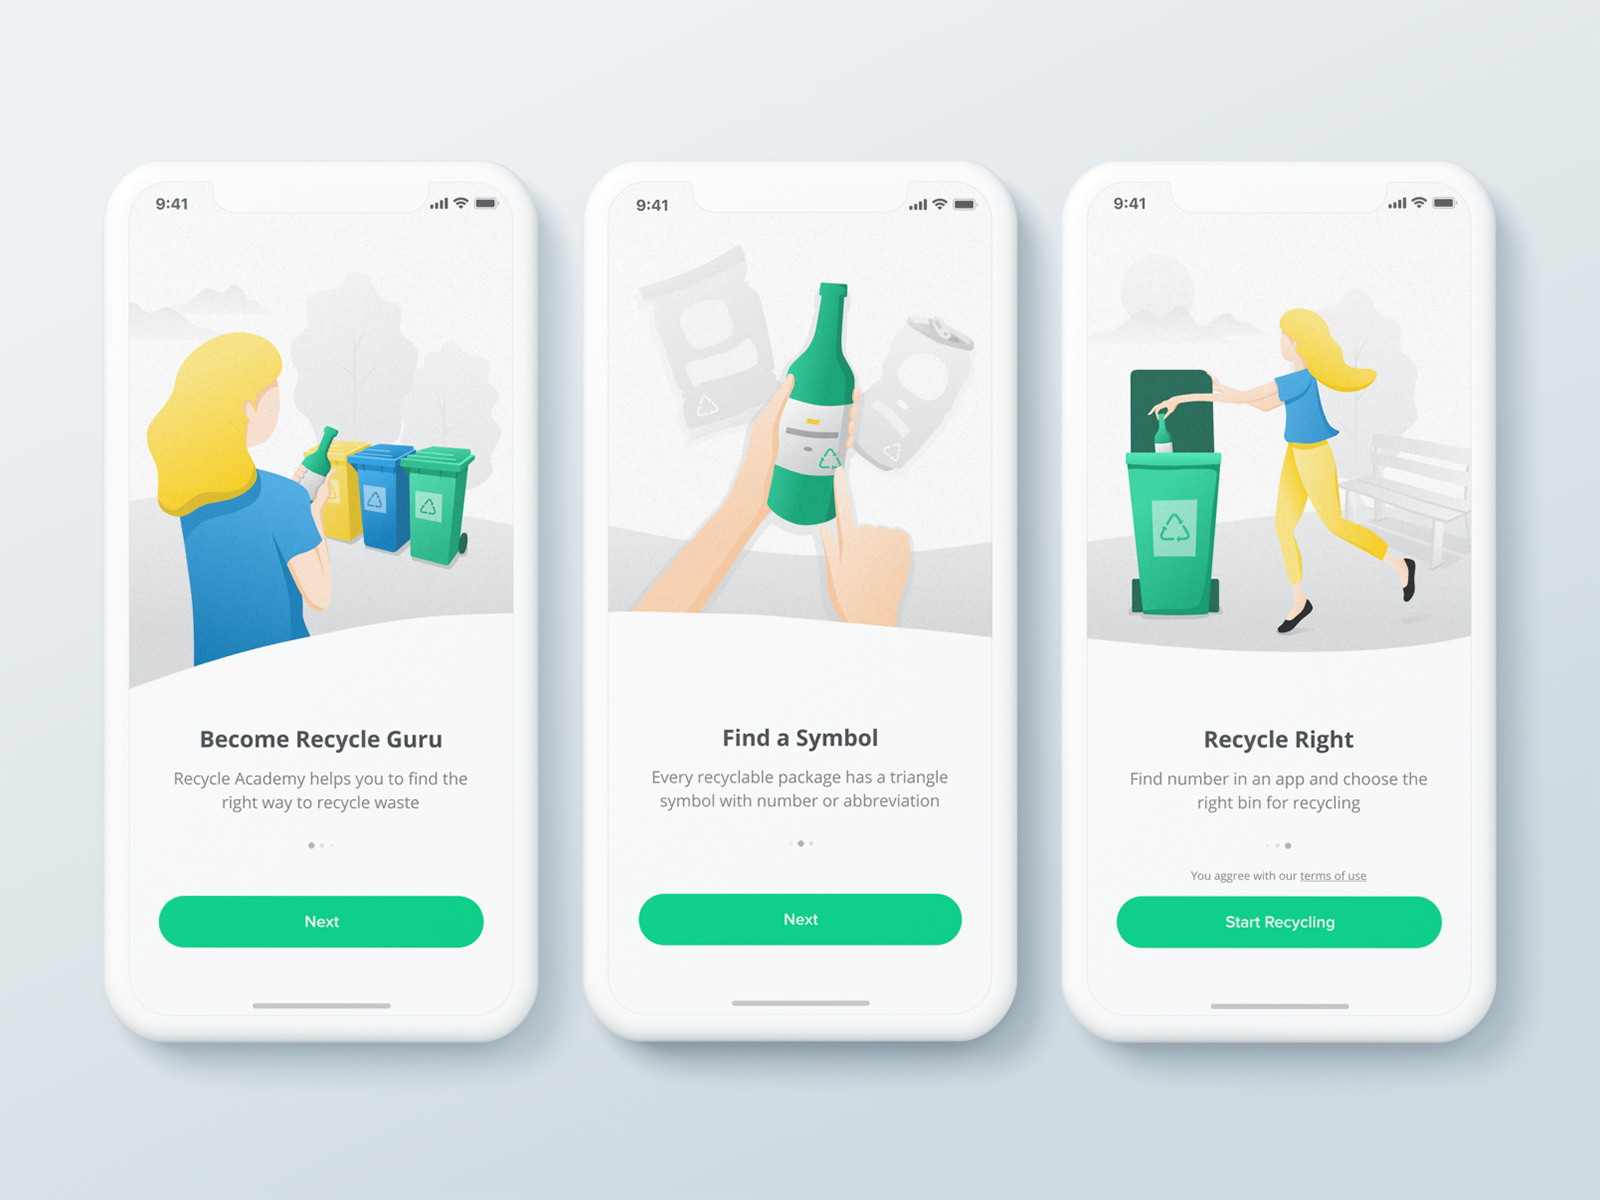 9:41
Become Recycle Guru
Recycle Academy helps you to find the
right way to recycle waste
Next
9:41
Find a Symbol
Every recyclable package has a triangle
symbol with number or abbreviation
Next
9:41
Recycle Right
Find number in an app and choose the
right bin for recycling
You aggree with our terms of use
Start Recycling